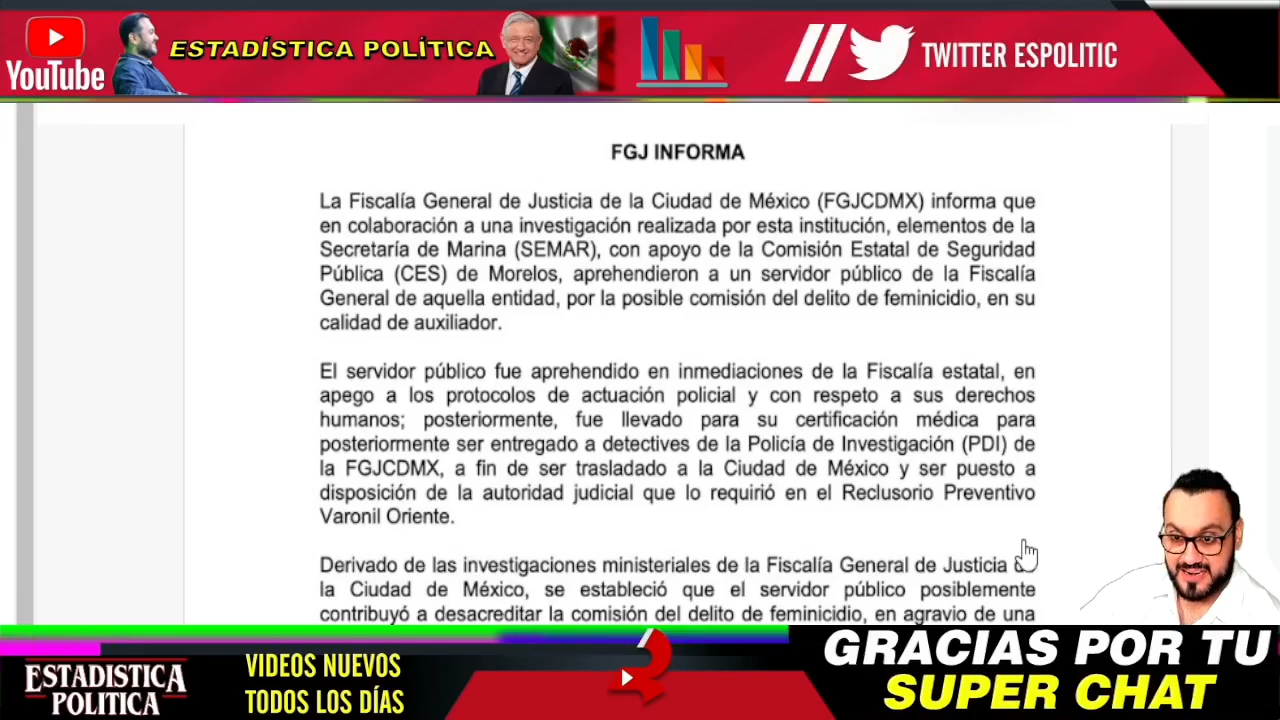 YouTube
ESTADÍSTICA POLÍTICA
TWITTER ESPOLITIC
FGJ INFORMA
La Fiscalía General de Justicia de la Ciudad de México (FGJCDMX) informa que
en colaboración a una investigación realizada por esta institución, elementos de la
Secretaría de Marina (SEMAR), con apoyo de la Comisión Estatal de Seguridad
Pública (CES) de Morelos, aprehendieron a un servidor público de la Fiscalía
General de aquella entidad, por la posible comisión del delito de feminicidio, en su
calidad de auxiliador.
El servidor público fue aprehendido en inmediaciones de la Fiscalía estatal, en
apego a los protocolos de actuación policial y con respeto a sus derechos
humanos; posteriormente, fue llevado para su certificación médica para
posteriormente ser entregado a detectives de la Policía de Investigación (PDI) de
la FGJCDMX, a fin de ser trasladado a la Ciudad de México y ser puesto a
disposición de la autoridad judicial que lo requirió en el Reclusorio Preventivo
Varonil Oriente.
Derivado de las investigaciones ministeriales de la Fiscalía General de Justicia
la Ciudad de México, se estableció que el servidor público posiblemente
contribuyó a desacreditar la comisión del delito de feminicidio, en agravio de una
ESTADISTICA
POLÍTICA
VIDEOS NUEVOS
TODOS LOS DÍAS
GRACIAS POR TU
SUPER CHAT